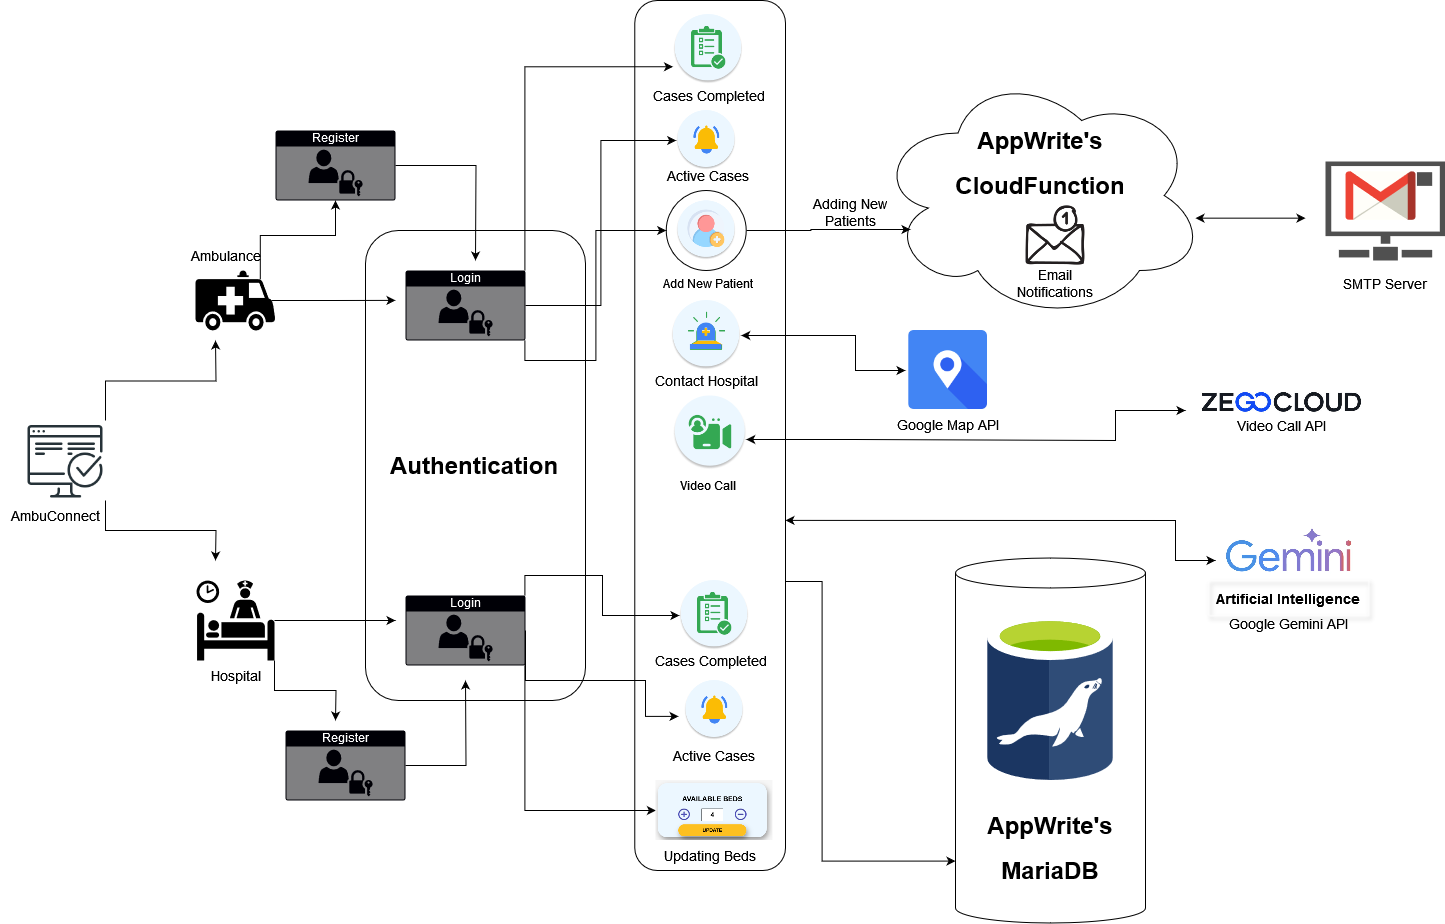 Cases Completed
Active Cases
Add New Patient
Contact Hospital
Video Call
Cases Completed
Active Cases
AVAILABLE BEDS
4
UPDATE
Updating Beds
Register
Ambulance
Login
Authentication
AmbuConnect
Login
Hospital
Register
Adding New
Patients
AppWrite's
CloudFunction
1
Email
Notifications
SMTP Server
Google Map API
ZEGOCLOUD
Video Call API
Gemini
Artificial Intelligence
Google Gemini API
AppWrite's
MariaDB